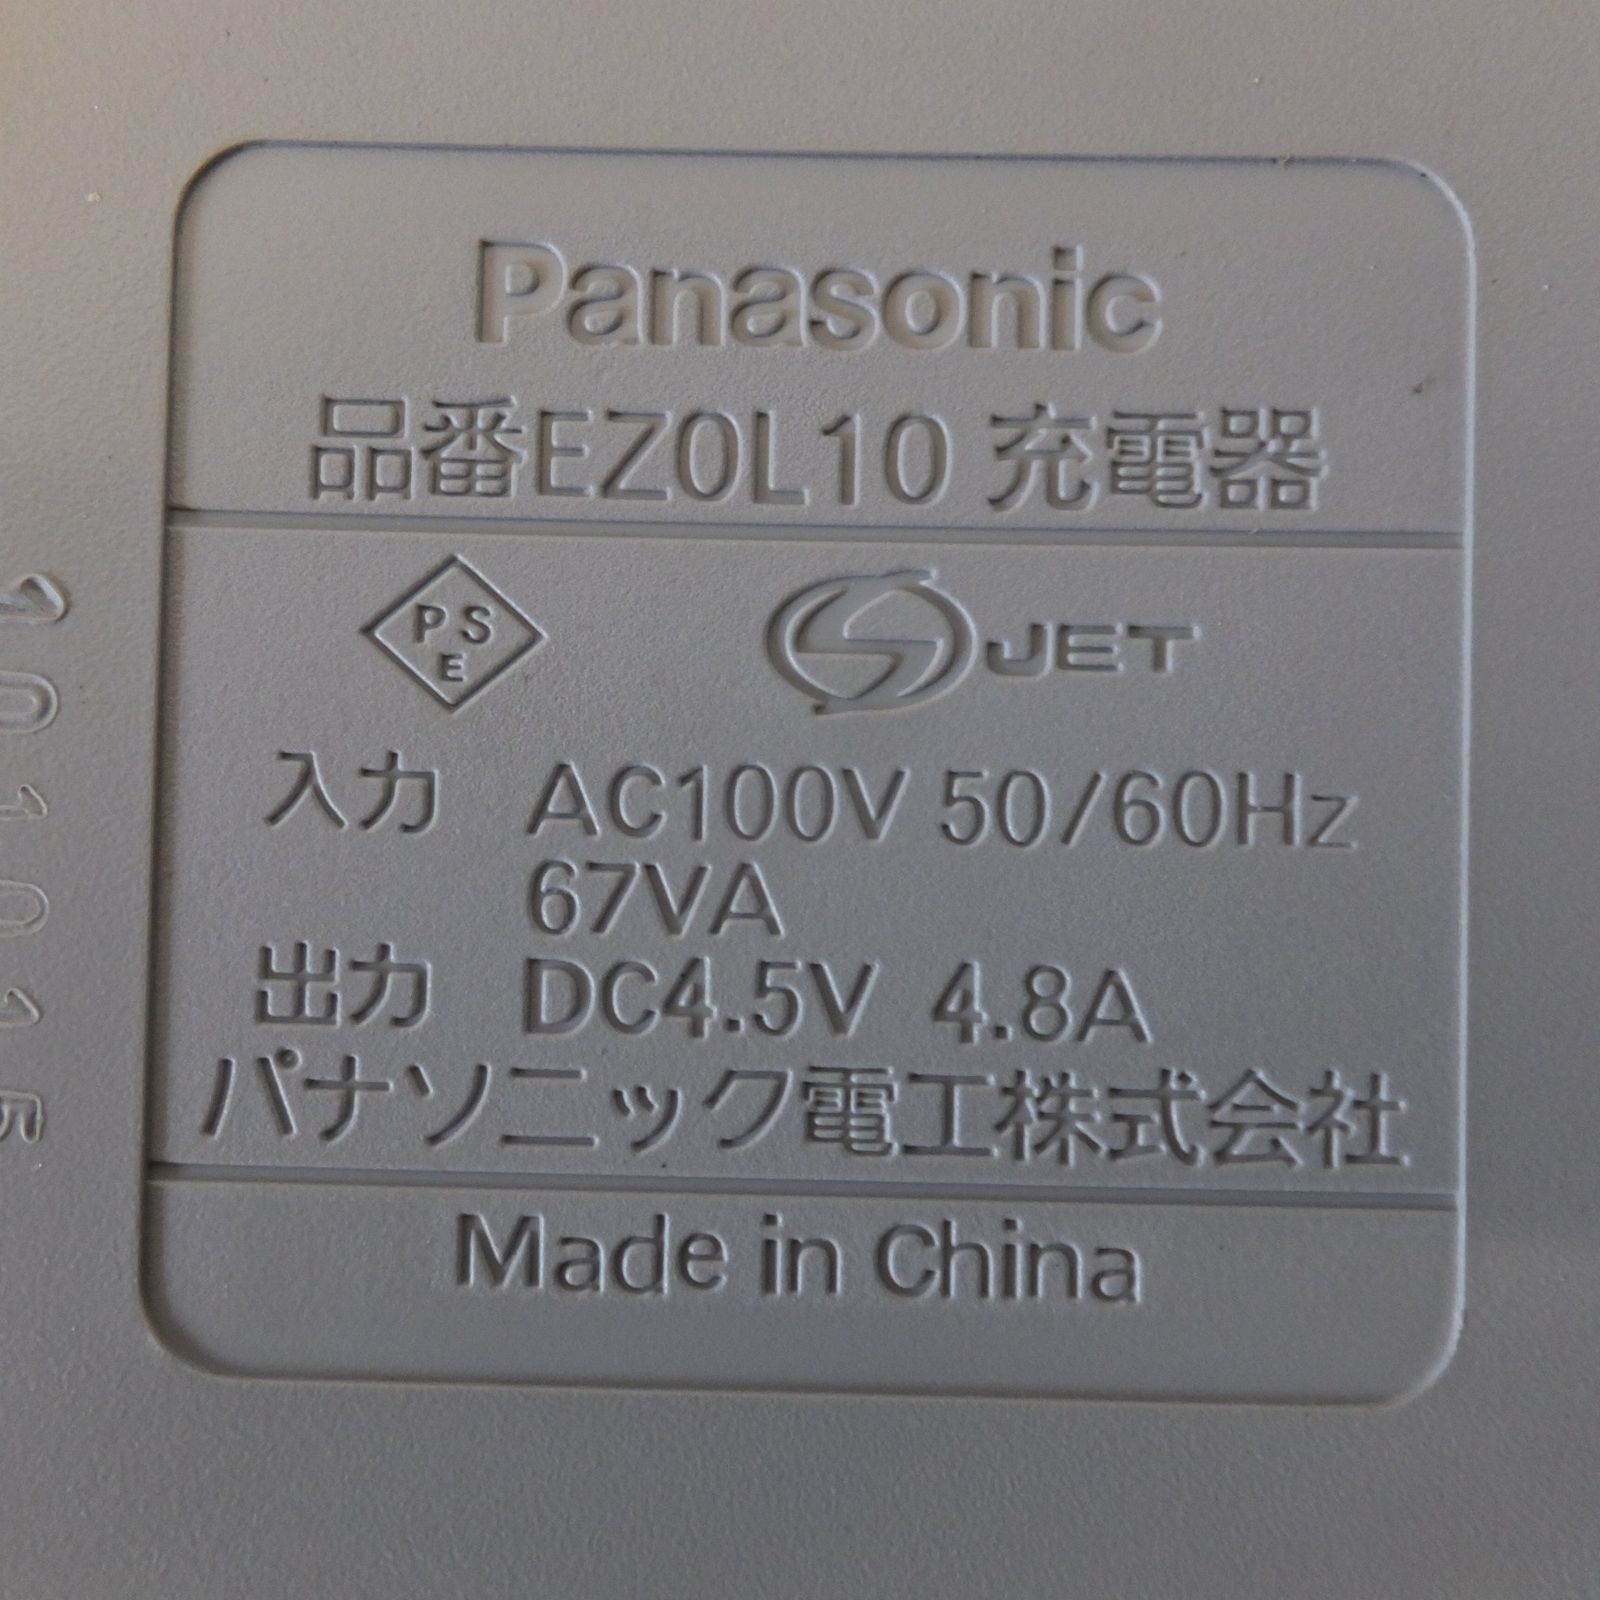 Panasonic
品番EZ0L10 充電器
PSE
S JET
入力 AC100V 50/60Hz
67VA
出力 DC4.5V 4.8A
パナソニック電工株式会社
Made in China
10110115